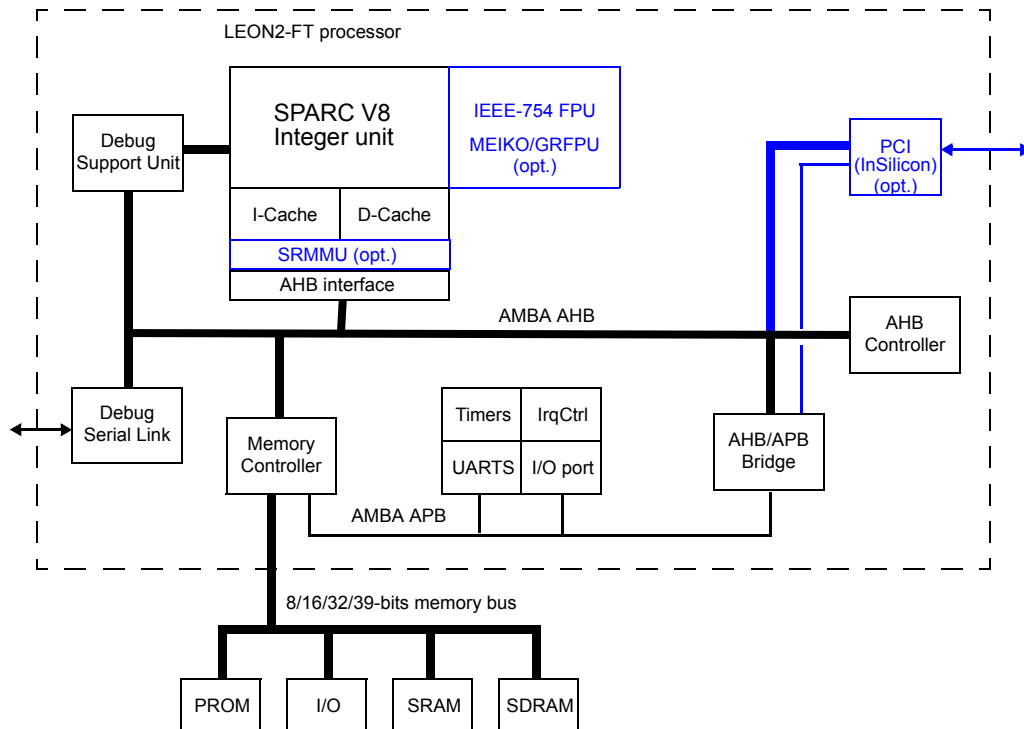 LEON2-FT processor
SPARC V8
Integer unit
IEEE-754 FPU
MEIKO/GRFPU
(opt.)
Debug
Support Unit
PCI
(InSilicon)
(opt.)
I-Cache
D-Cache
SRMMU (opt.)
AHB interface
AMBA AHB
AHB
Controller
Debug
Serial Link
Timers
IrqCtrl
UARTS
I/O port
Memory
Controller
AHB/APB
Bridge
AMBA APB
8/16/32/39-bits memory bus
PROM
I/O
SRAM
SDRAM